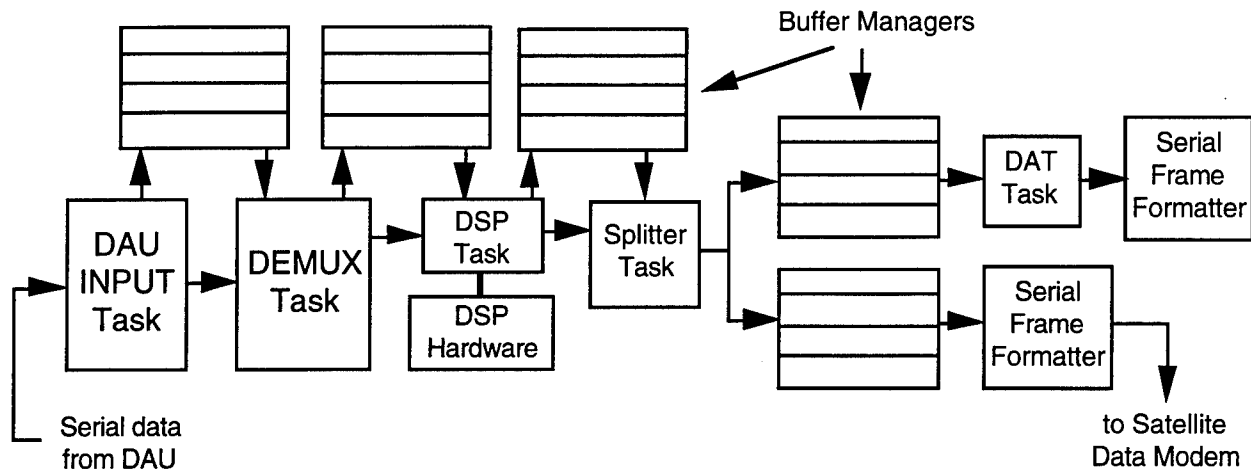 Buffer Managers
DAU
INPUT
Task
DEMUX
Task
DSP
Task
DSP
Hardware
Splitter
Task
DAT
Task
Serial
Frame
Formatter
Serial
Frame
Formatter
Serial data
from DAU
to Satellite
Data Modem